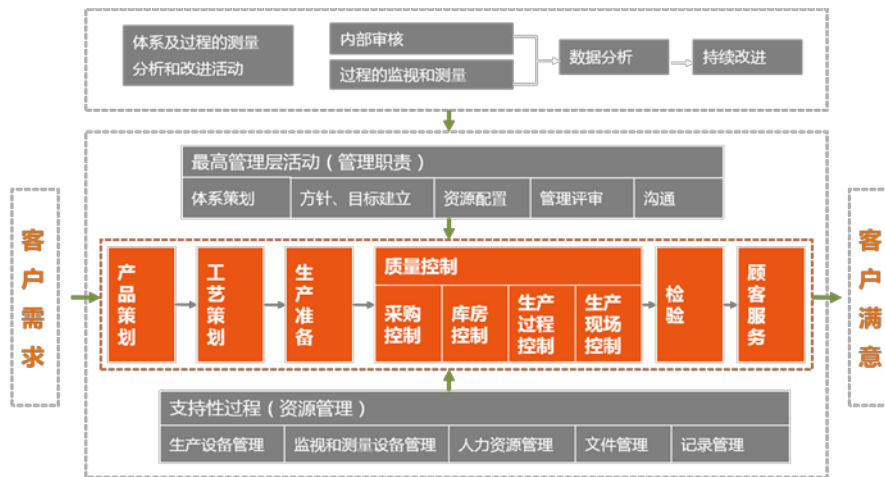 体系及过程的测量
分析和改进活动
内部审核
过程的监视和测量
数据分析
持续改进
最高管理层活动（管理职责）
体系策划
方针、目标建立
资源配置
管理评审
沟通
客户需求
产品策划
工艺策划
生产准备
质量控制
采购
控制
库房
控制
生产
过程
控制
生产
现场
控制
检验
顾客服务
客户满意
支持性过程（资源管理）
生产设备管理
监视和测量设备管理
人力资源管理
文件管理
记录管理